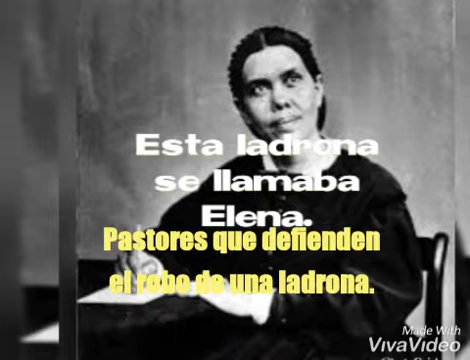 Esta ladrona
se llamaba
Elena.
Pastores que defienden
el robo de una ladrona.
Made With
VivaVideo